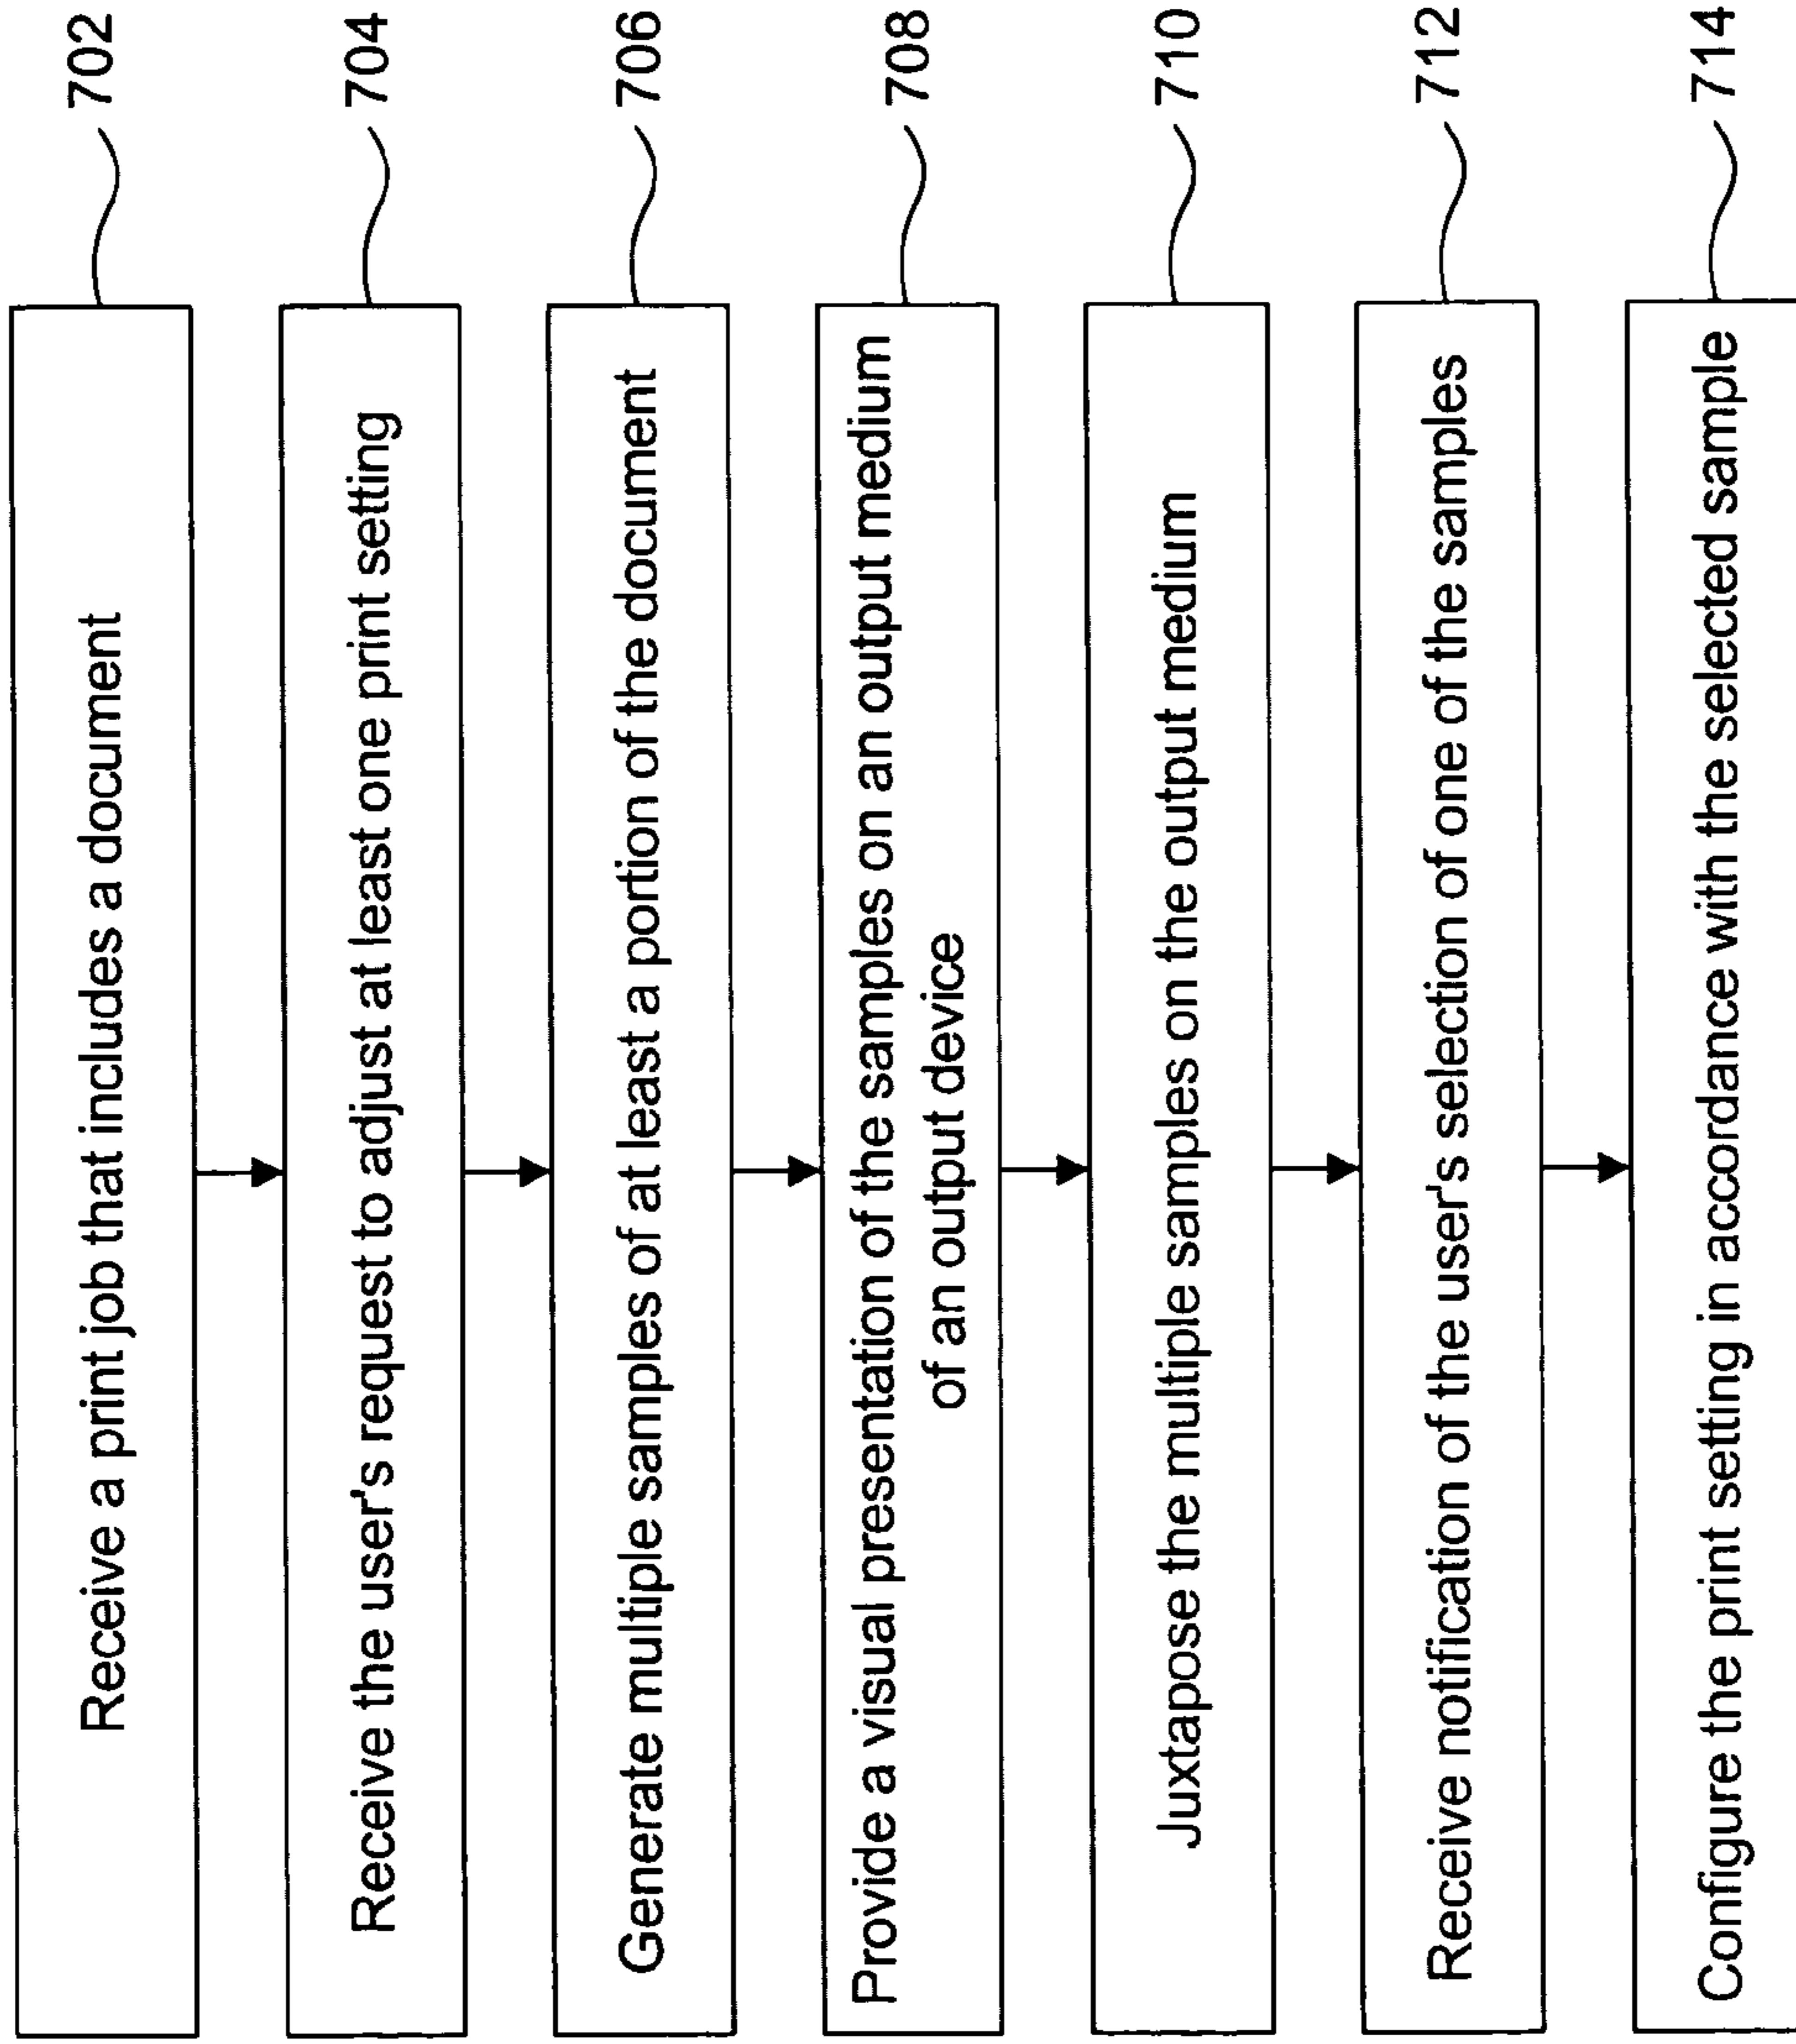 Receive a print job that includes a document
702
Receive the user's request to adjust at least one print setting
704
Generate multiple samples of at least a portion of the document
706
Provide a visual presentation of the samples on an output medium
of an output device
708
Juxtapose the multiple samples on the output medium
710
Receive notification of the user's selection of one of the samples
712
Configure the print setting in accordance with the selected sample
714